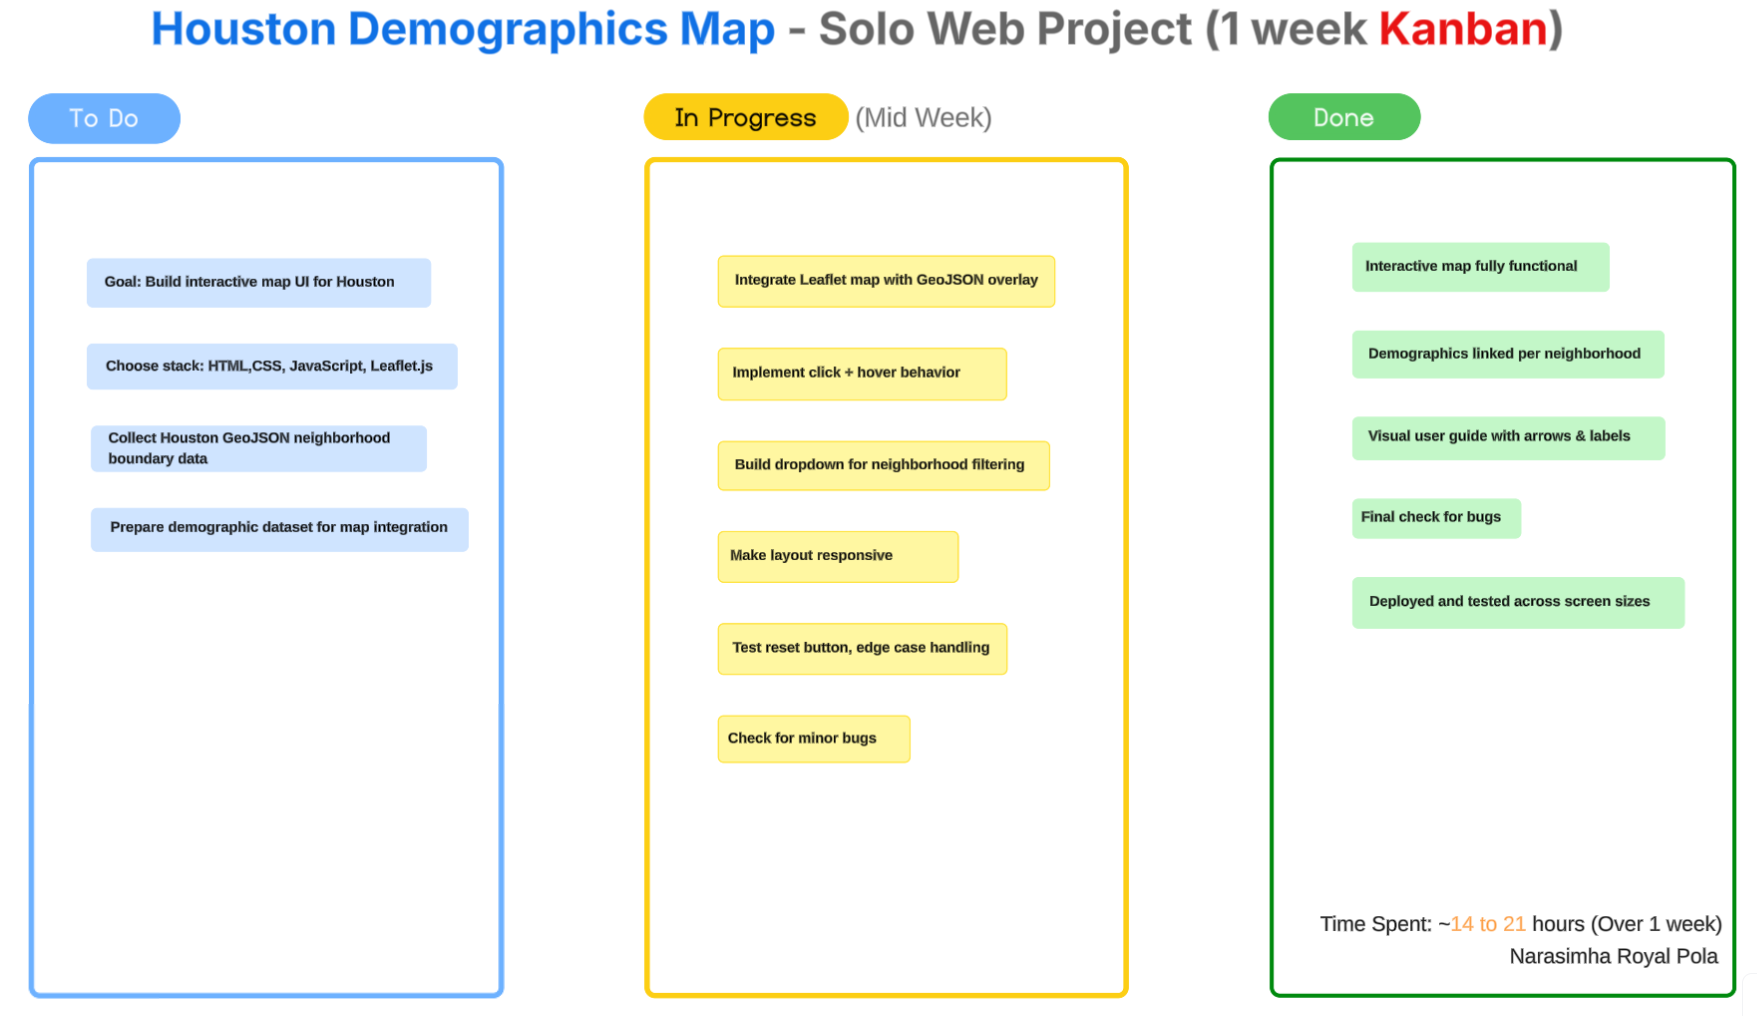 Houston Demographics Map - Solo Web Project (1 week Kanban)
To Do
Goal: Build interactive map UI for Houston
Choose stack: HTML,CSS, JavaScript, Leaflet.js
Collect Houston GeoJSON neighborhood
boundary data
Prepare demographic dataset for map integration
In Progress (Mid Week)
Integrate Leaflet map with GeoJSON overlay
Implement click + hover behavior
Build dropdown for neighborhood filtering
Make layout responsive
Test reset button, edge case handling
Check for minor bugs
Done
Interactive map fully functional
Demographics linked per neighborhood
Visual user guide with arrows & labels
Final check for bugs
Deployed and tested across screen sizes
Time Spent: ~14 to 21 hours (Over 1 week)
Narasimha Royal Pola